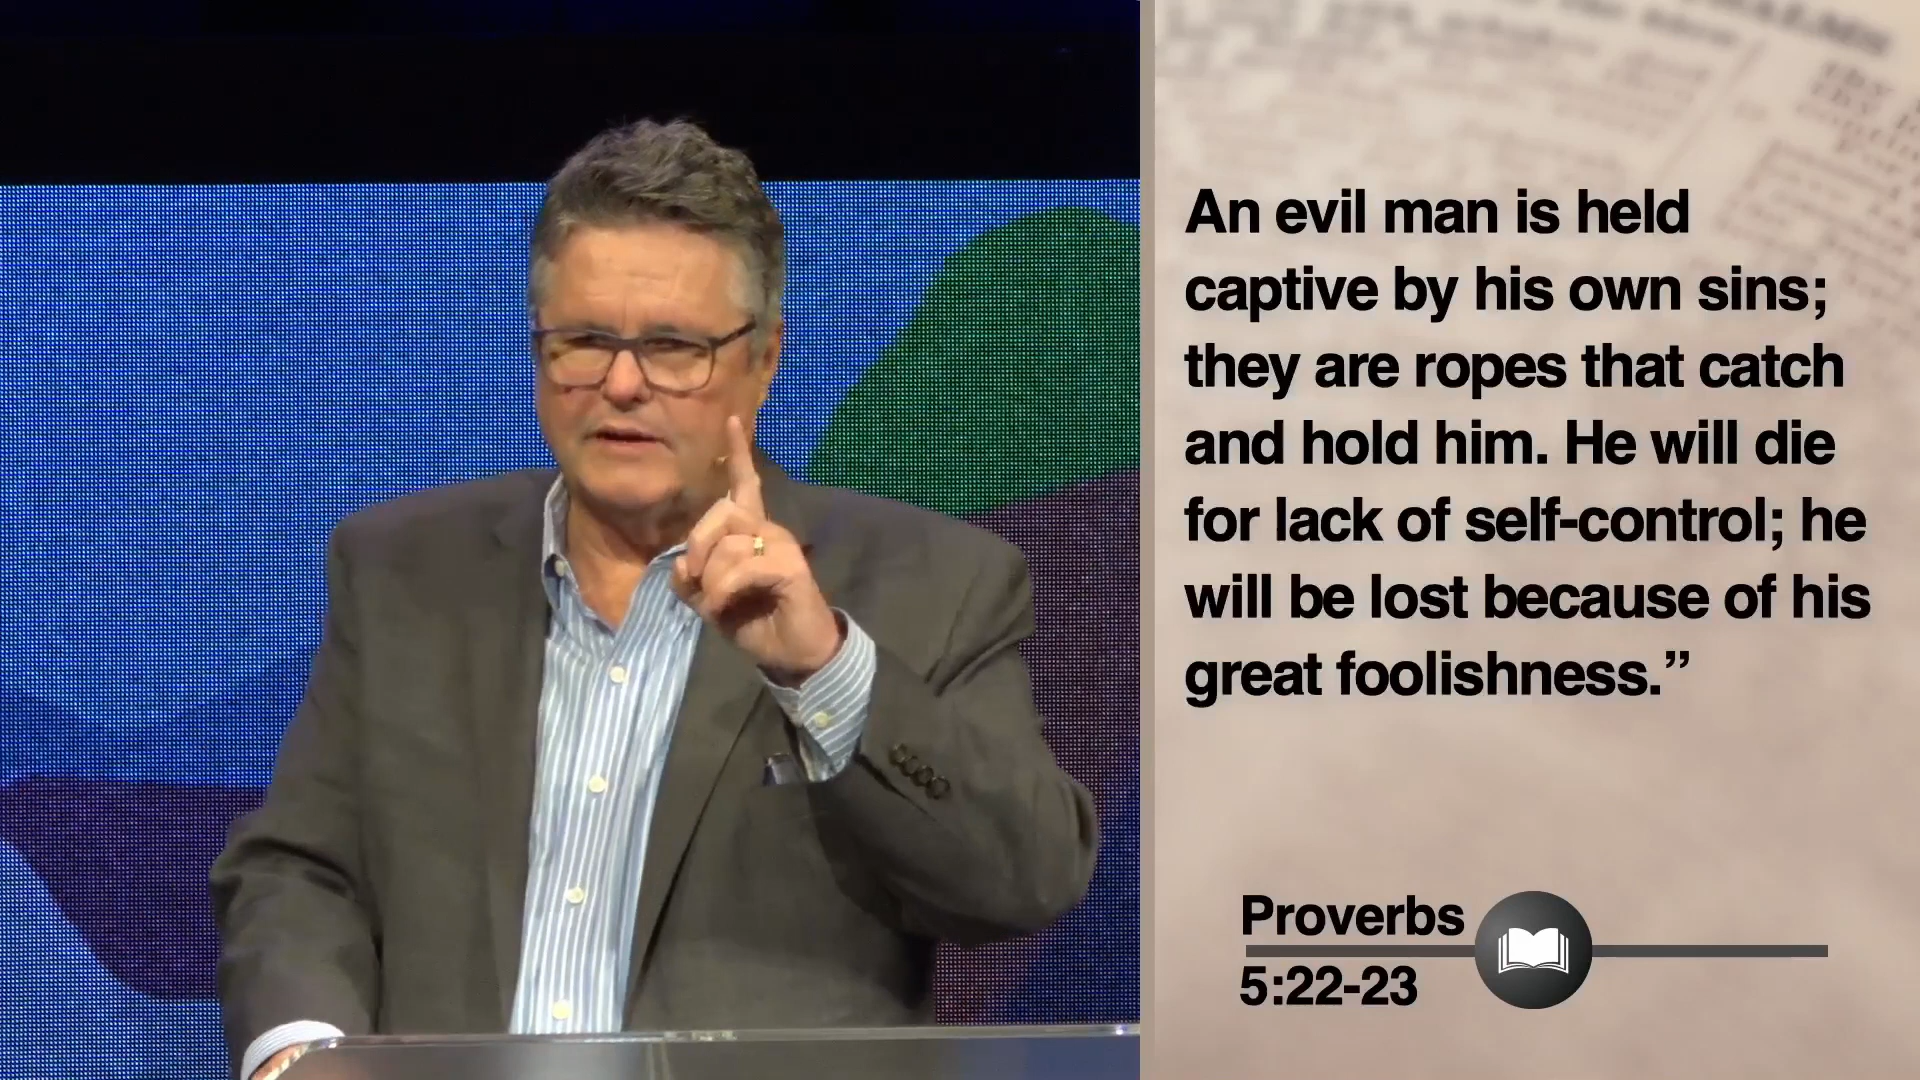 An evil man is held
captive by his own sins;
they are ropes that catch
and hold him. He will die
for lack of self-control; he
will be lost because of his
great foolishness.”
Proverbs
5:22-23